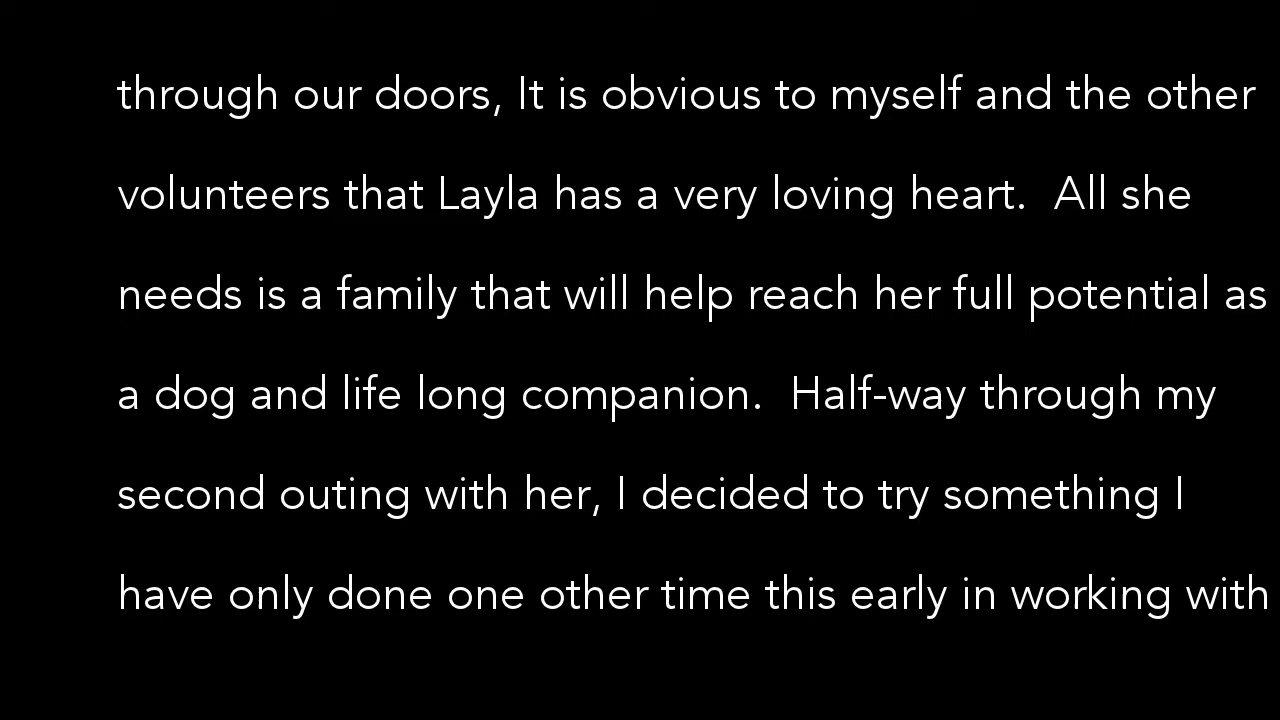 through our doors, It is obvious to myself and the other
volunteers that Layla has a very loving heart.  All she
needs is a family that will help reach her full potential as
a dog and life long companion.  Half-way through my
second outing with her, I decided to try something I
have only done one other time this early in working with